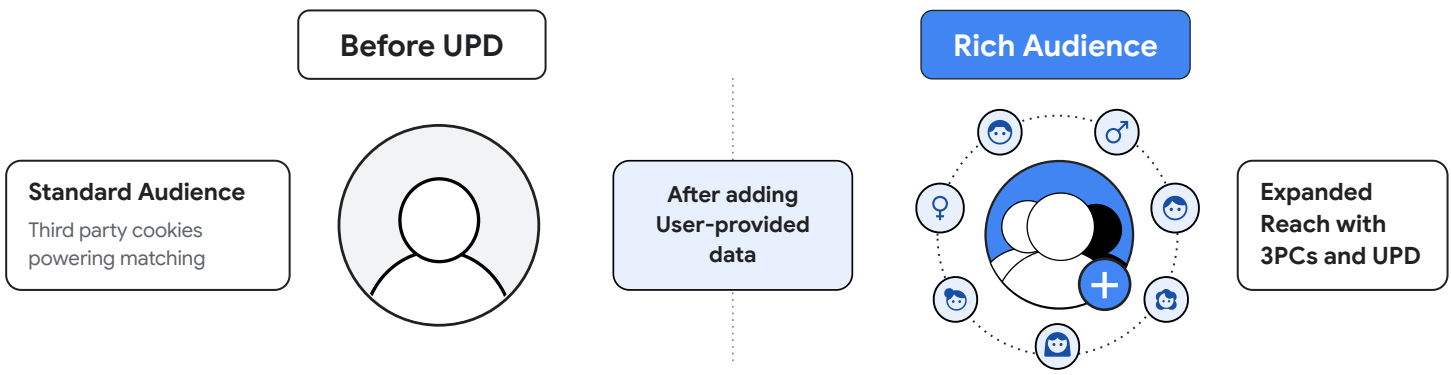 Before UPD
Rich Audience
Standard Audience
Third party cookies
powering matching
After adding
User-provided
data
Expanded
Reach with
3PCs and UPD